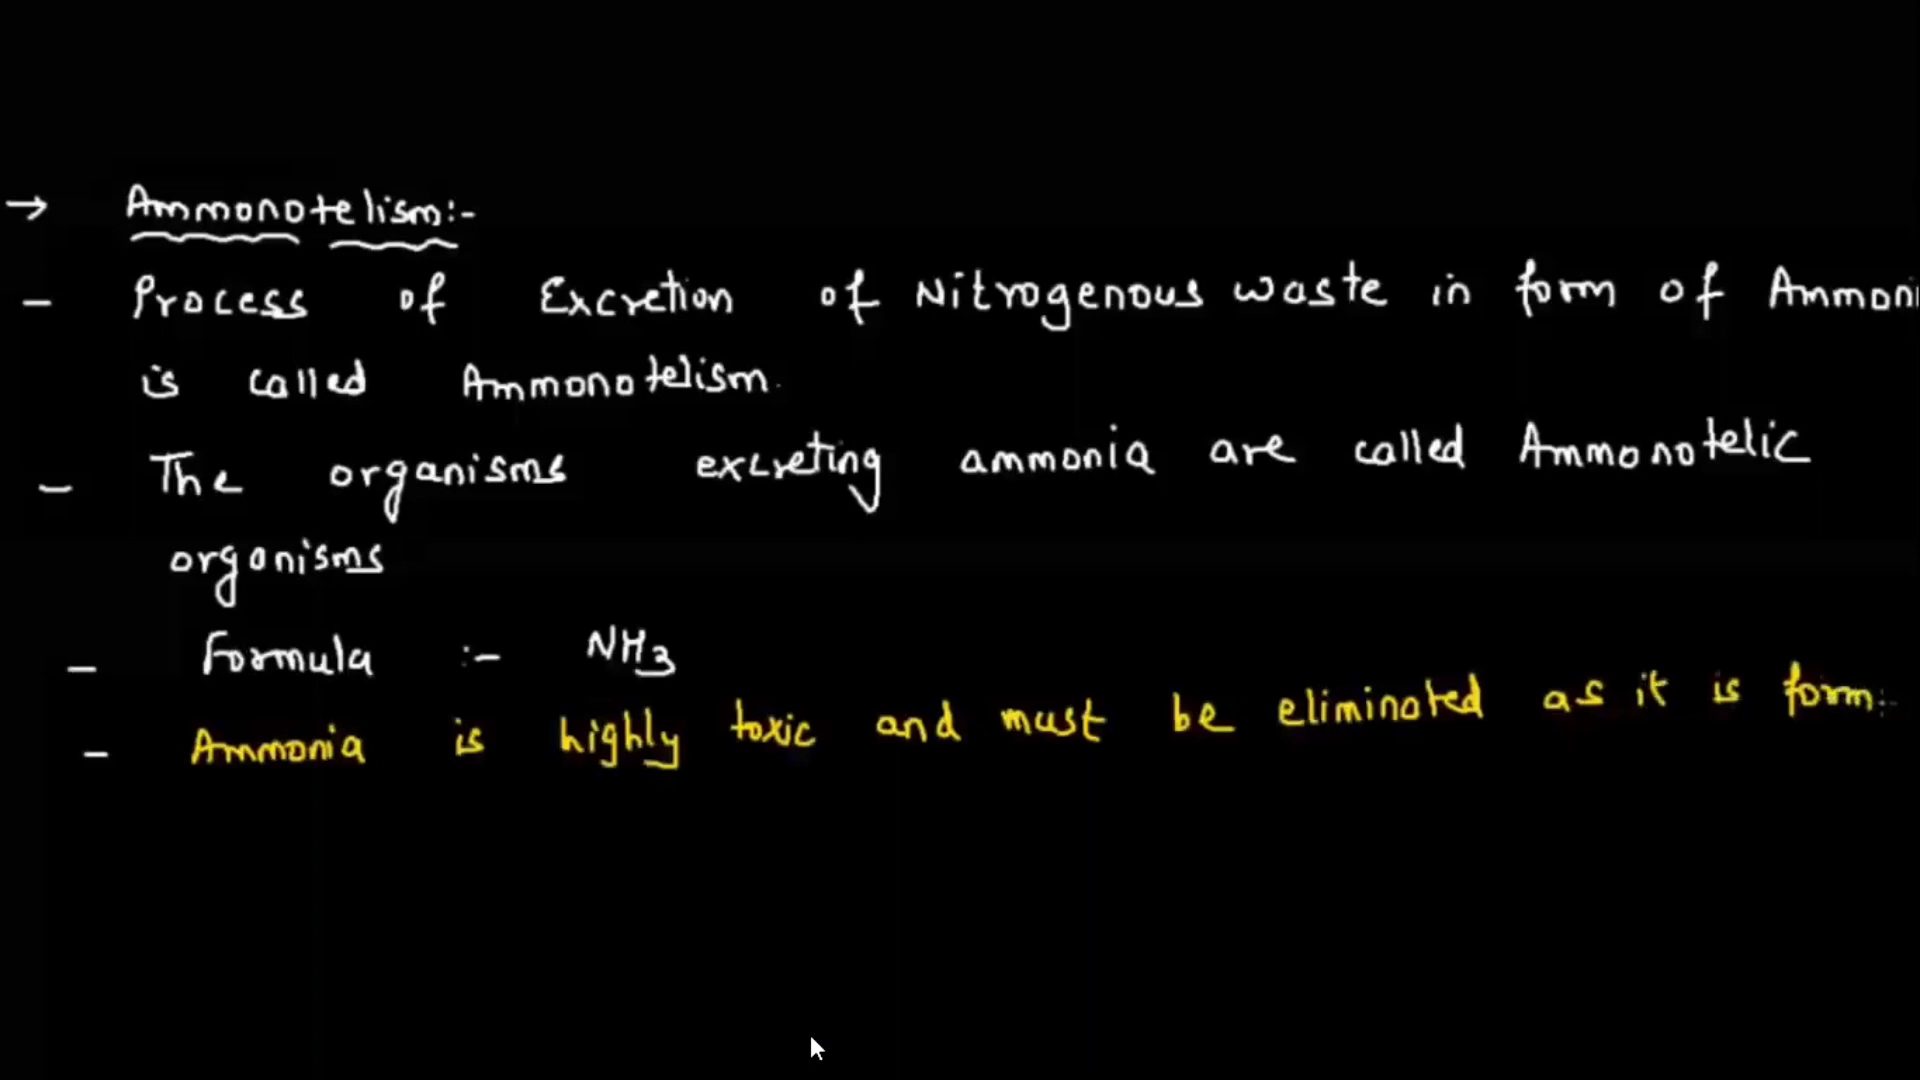 → Ammonotelism:-
- Process of Excretion of Nitrogenous waste in form of Ammoni
is called Ammonotelism.
- The organisms excreting ammonia are called Ammonotelic
organisms
- Formula :- NH3
- Ammonia is highly toxic and must be eliminated as it is form.